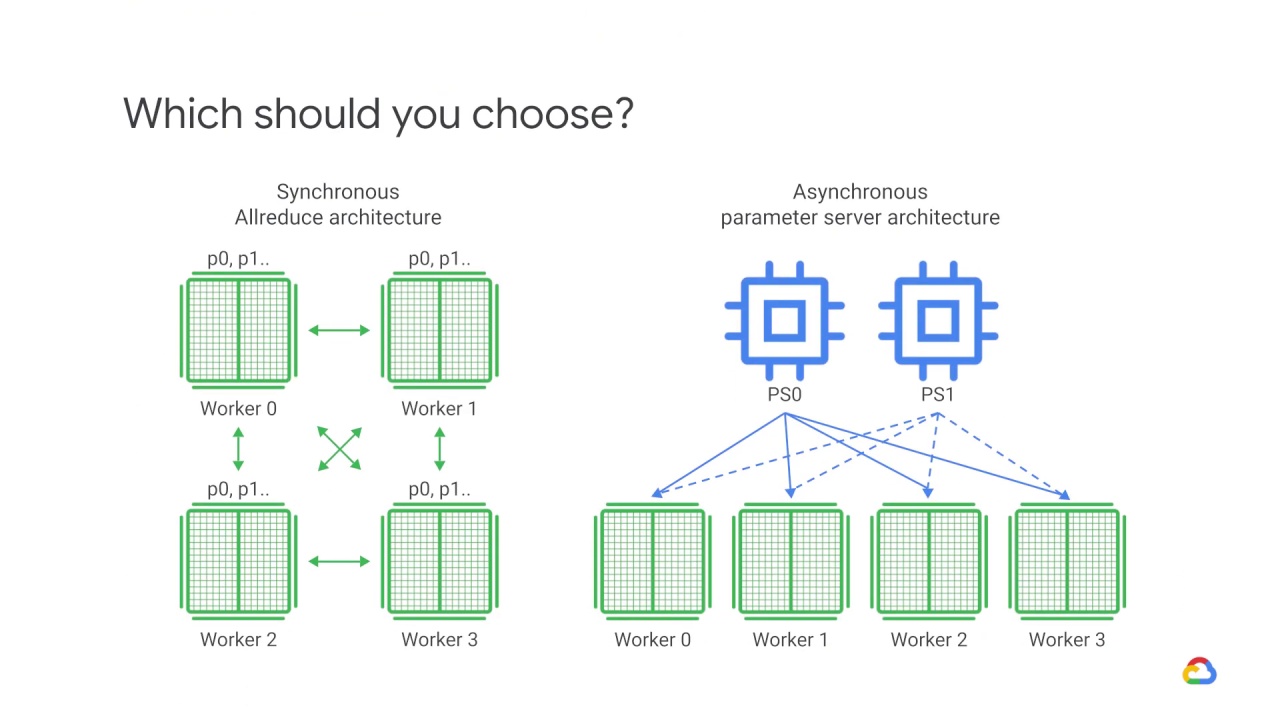 Which should you choose?
Synchronous
Allreduce architecture
p0, p1..
p0, p1..
Worker 0
Worker 1
p0, p1..
p0, p1..
Worker 2
Worker 3
Asynchronous
parameter server architecture
PS0
PS1
Worker 0
Worker 1
Worker 2
Worker 3